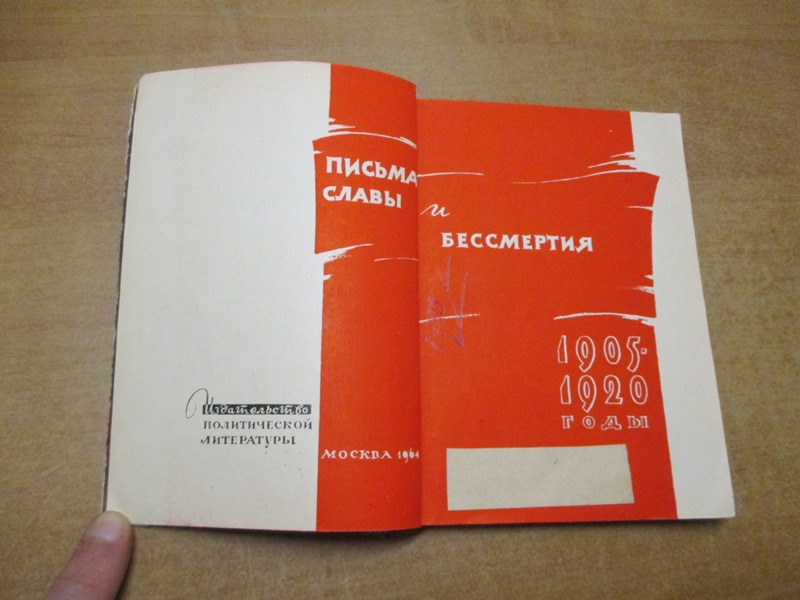 ПИСЬМА
СЛАВЫ
и
БЕССМЕРТИЯ
1905-
1920
ГОДЫ
Издательство
ПОЛИТИЧЕСКОЙ
ЛИТЕРАТУРЫ
МОСКВА 1964